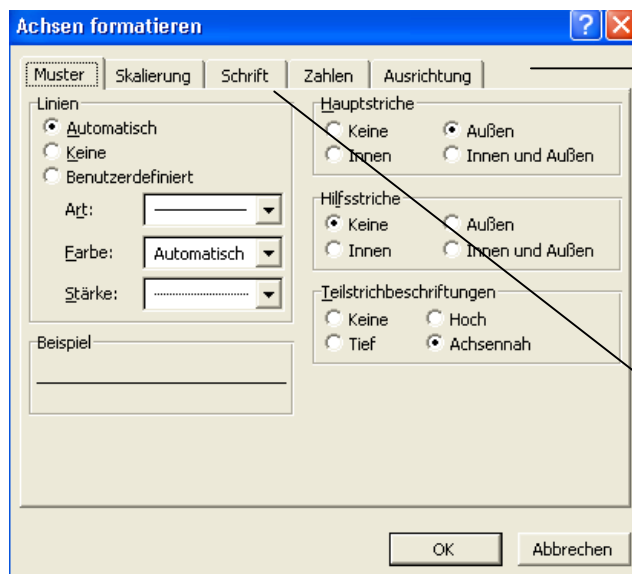 Achsen formatieren
Muster Skalierung Schrift Zahlen Ausrichtung
Linien
Automatisch
Keine
Benutzerdefiniert
Art:
Farbe: Automatisch
Stärke:
Beispiel
Hauptstriche
Keine Außen
Innen Innen und Außen
Hilfsstriche
Keine Außen
Innen Innen und Außen
Teilstrichbeschriftungen
Keine Hoch
Tief Achsennah
OK Abbrechen